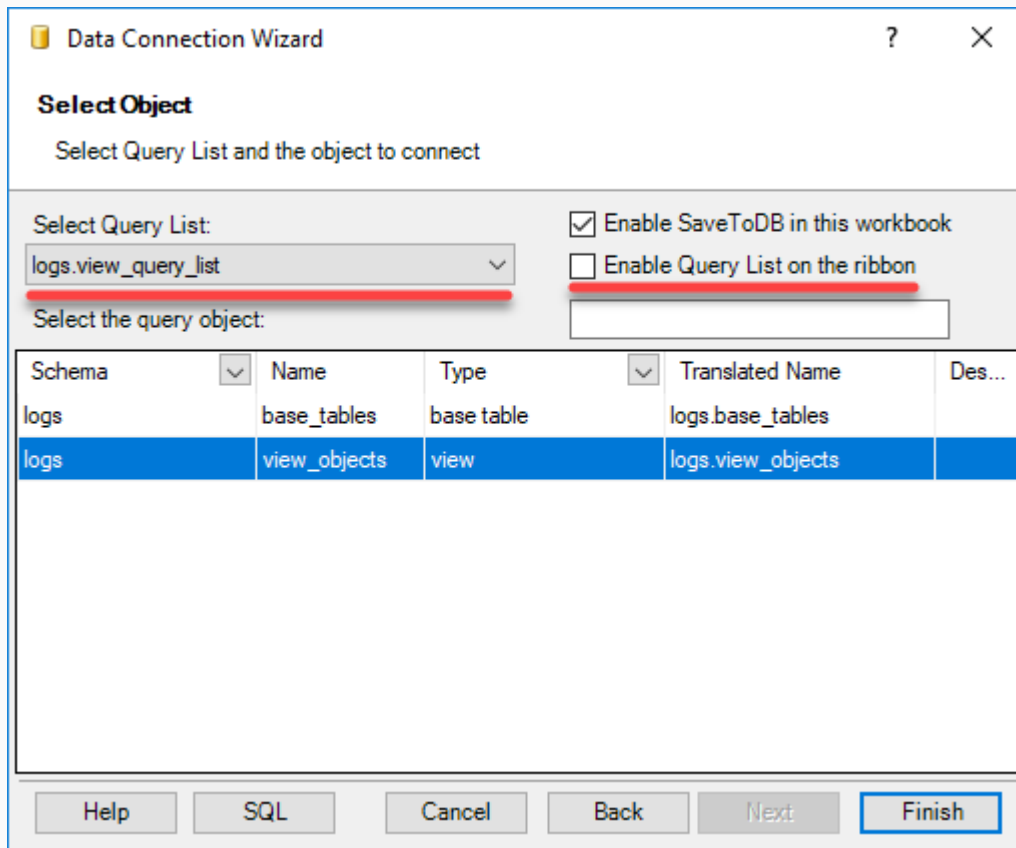 Data Connection Wizard ?
Select Object
Select Query List and the object to connect
Select Query List:
Enable SaveToDB in this workbook
logs.view_query_list
Enable Query List on the ribbon
Select the query object:
Schema Name Type Translated Name Des...
logs base_tables base table logs.base_tables
logs view_objects view logs.view_objects
Help SQL Cancel Back Next Finish